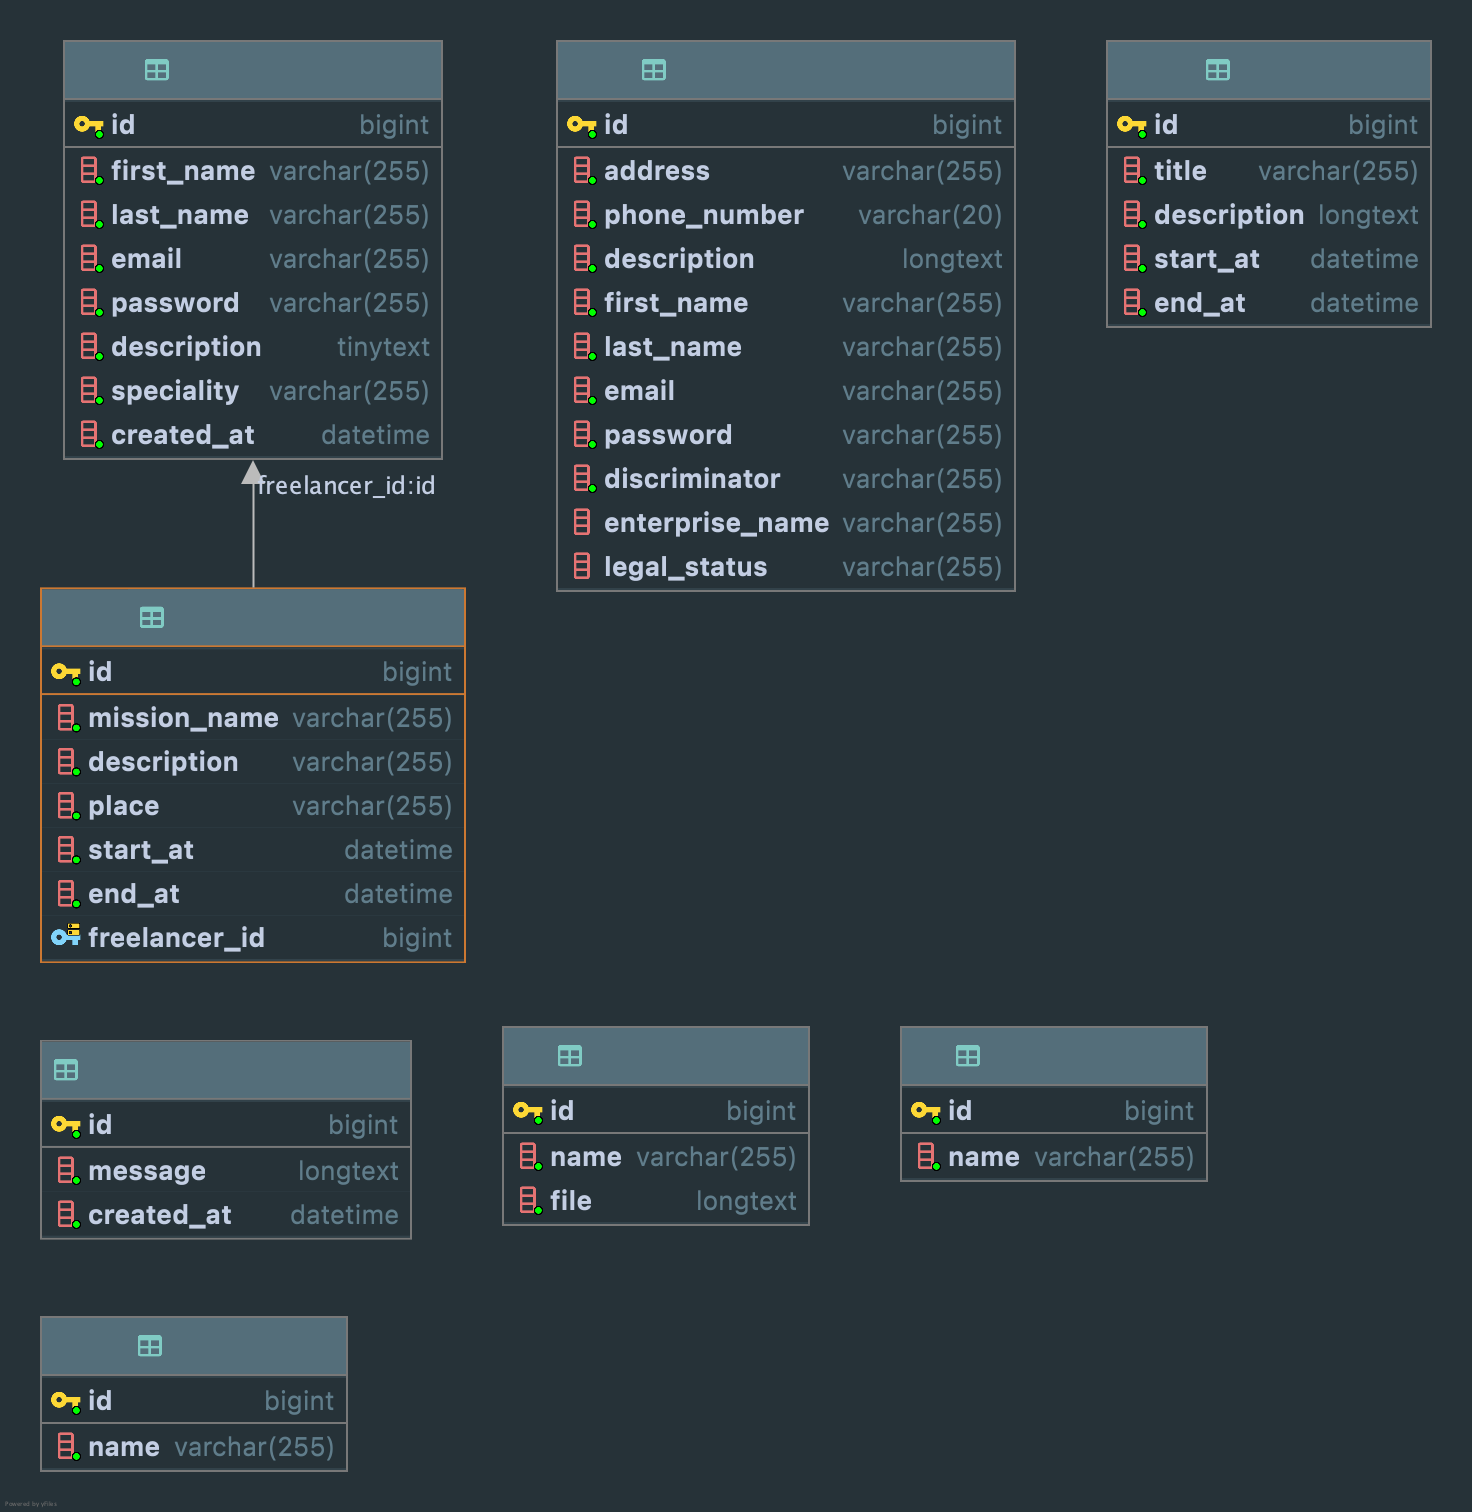 id bigint
first_name varchar(255)
last_name varchar(255)
email varchar(255)
password varchar(255)
description tinytext
speciality varchar(255)
created_at datetime
id bigint
address varchar(255)
phone_number varchar(20)
description longtext
first_name varchar(255)
last_name varchar(255)
email varchar(255)
password varchar(255)
discriminator varchar(255)
enterprise_name varchar(255)
legal_status varchar(255)
id bigint
title varchar(255)
description longtext
start_at datetime
end_at datetime
freelancer_id:id
id bigint
mission_name varchar(255)
description varchar(255)
place varchar(255)
start_at datetime
end_at datetime
freelancer_id bigint
id bigint
message longtext
created_at datetime
id bigint
name varchar(255)
file longtext
id bigint
name varchar(255)
id bigint
name varchar(255)
Powered by yFiles